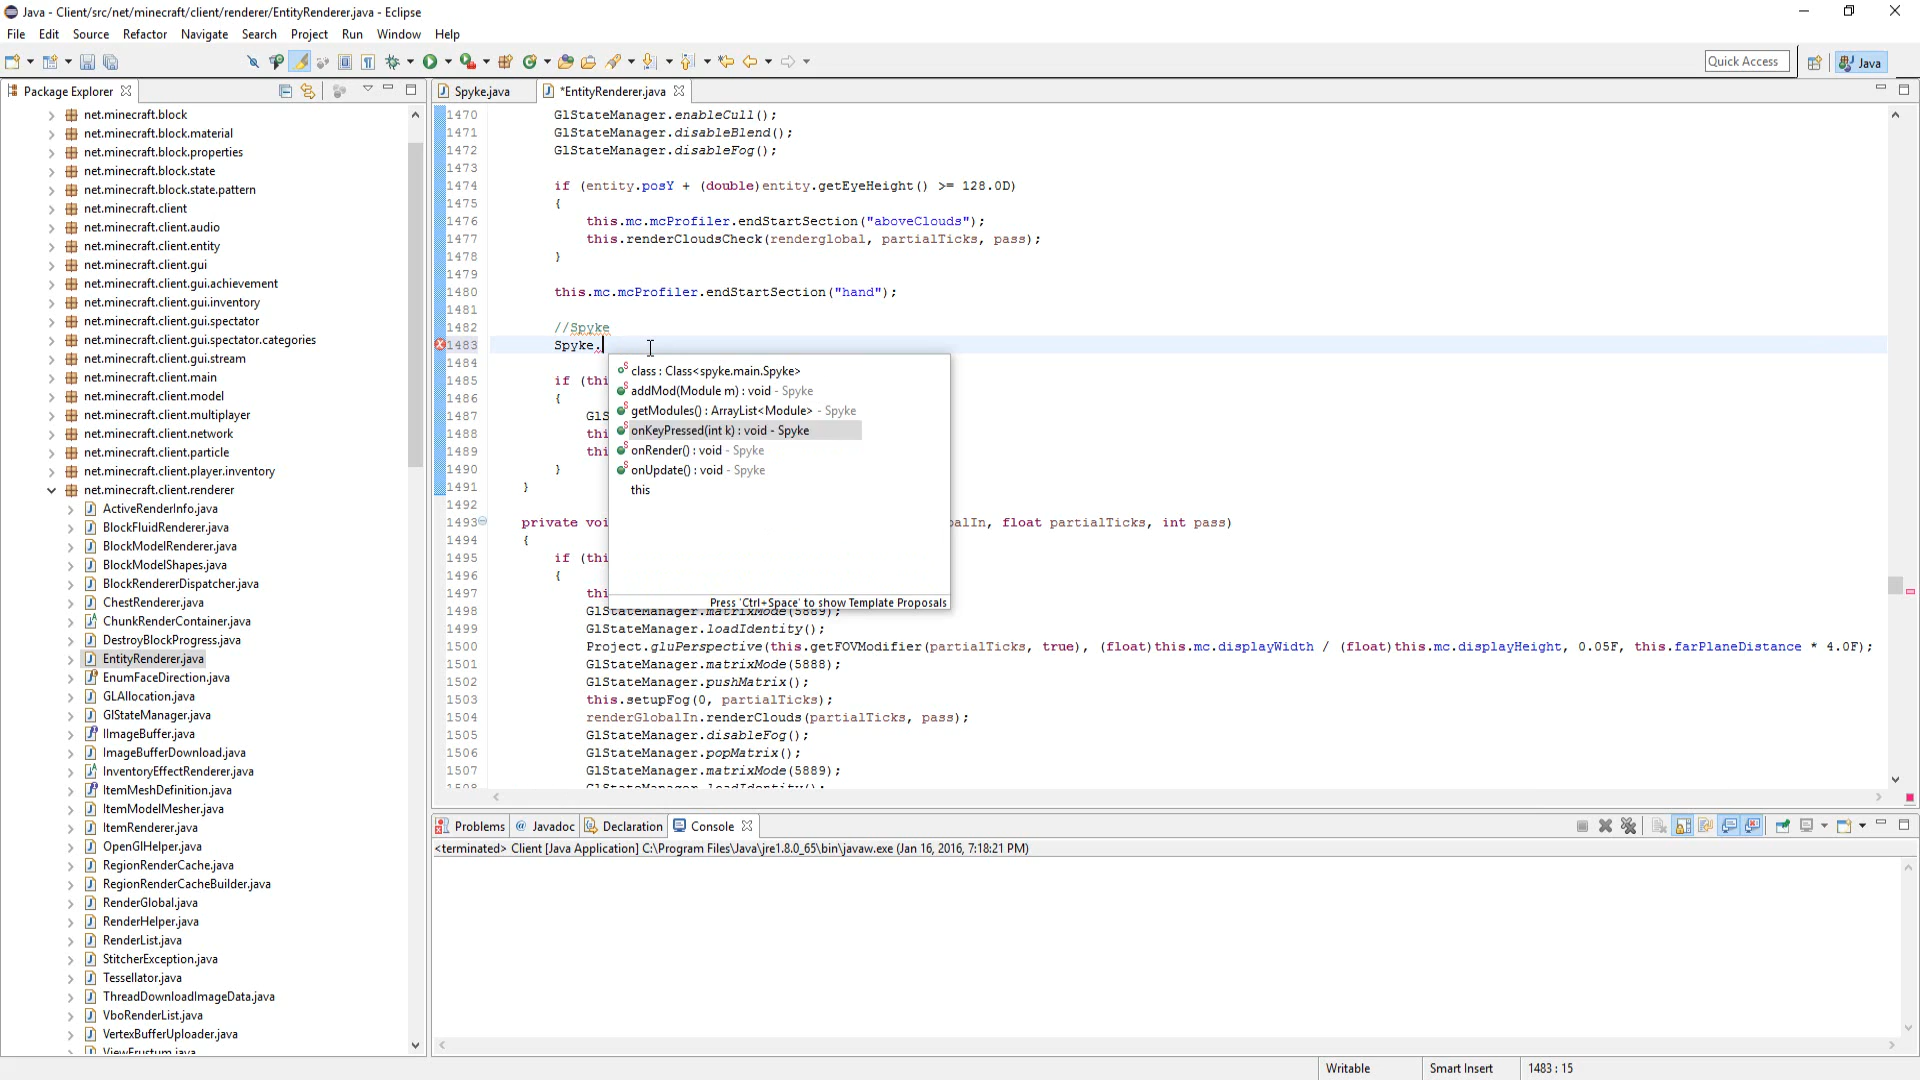 Java - Client/src/net/minecraft/client/renderer/EntityRenderer.java - Eclipse
File Edit Source Refactor Navigate Search Project Run Window Help
Quick Access
Java
Package Explorer
net.minecraft.block
net.minecraft.block.material
net.minecraft.block.properties
net.minecraft.block.state
net.minecraft.block.state.pattern
net.minecraft.client
net.minecraft.client.audio
net.minecraft.client.entity
net.minecraft.client.gui
net.minecraft.client.gui.achievement
net.minecraft.client.gui.inventory
net.minecraft.client.gui.spectator
net.minecraft.client.gui.spectator.categories
net.minecraft.client.gui.stream
net.minecraft.client.main
net.minecraft.client.model
net.minecraft.client.multiplayer
net.minecraft.client.network
net.minecraft.client.particle
net.minecraft.client.player.inventory
net.minecraft.client.renderer
ActiveRenderInfo.java
BlockFluidRenderer.java
BlockModelRenderer.java
BlockModelShapes.java
BlockRendererDispatcher.java
ChestRenderer.java
ChunkRenderContainer.java
DestroyBlockProgress.java
EntityRenderer.java
EnumFaceDirection.java
GLAllocation.java
GlStateManager.java
IImageBuffer.java
ImageBufferDownload.java
InventoryEffectRenderer.java
ItemMeshDefinition.java
ItemModelMesher.java
ItemRenderer.java
OpenGlHelper.java
RegionRenderCache.java
RegionRenderCacheBuilder.java
RenderGlobal.java
RenderHelper.java
RenderList.java
StitcherException.java
Tessellator.java
ThreadDownloadImageData.java
VboRenderList.java
VertexBufferUploader.java
ViewFrustum.java
Spyke.java
*EntityRenderer.java
1470 GlStateManager.enableCull();
1471 GlStateManager.disableBlend();
1472 GlStateManager.disableFog();
1473
1474 if (entity.posY + (double)entity.getEyeHeight() >= 128.0D)
1475 {
1476 this.mc.mcProfiler.endStartSection("aboveClouds");
1477 this.renderCloudsCheck(renderglobal, partialTicks, pass);
1478 }
1479
1480 this.mc.mcProfiler.endStartSection("hand");
1481
1482 //Spyke
1483 Spyke.
1484
1485 if (thi
1486 {
1487 GlS
1488 thi
1489 thi
1490 }
1491 }
1492
1493 private voi alIn, float partialTicks, int pass)
1494 {
1495 if (thi
1496 {
1497 thi
1498 GlStateManager.matrixMode(5889);
1499 GlStateManager.loadIdentity();
1500 Project.gluPerspective(this.getFOVModifier(partialTicks, true), (float)this.mc.displayWidth / (float)this.mc.displayHeight, 0.05F, this.farPlaneDistance * 4.0F);
1501 GlStateManager.matrixMode(5888);
1502 GlStateManager.pushMatrix();
1503 this.setupFog(0, partialTicks);
1504 renderGlobalIn.renderClouds(partialTicks, pass);
1505 GlStateManager.disableFog();
1506 GlStateManager.popMatrix();
1507 GlStateManager.matrixMode(5889);
1508 GlStateManager.loadIdentity();
class : Class<spyke.main.Spyke>
addMod(Module m) : void - Spyke
getModules() : ArrayList<Module> - Spyke
onKeyPressed(int k) : void - Spyke
onRender() : void - Spyke
onUpdate() : void - Spyke
this
Press 'Ctrl+Space' to show Template Proposals
Problems @ Javadoc Declaration Console
<terminated> Client [Java Application] C:\Program Files\Java\jre1.8.0_65\bin\javaw.exe (Jan 16, 2016, 7:18:21 PM)
Writable Smart Insert 1483 : 15